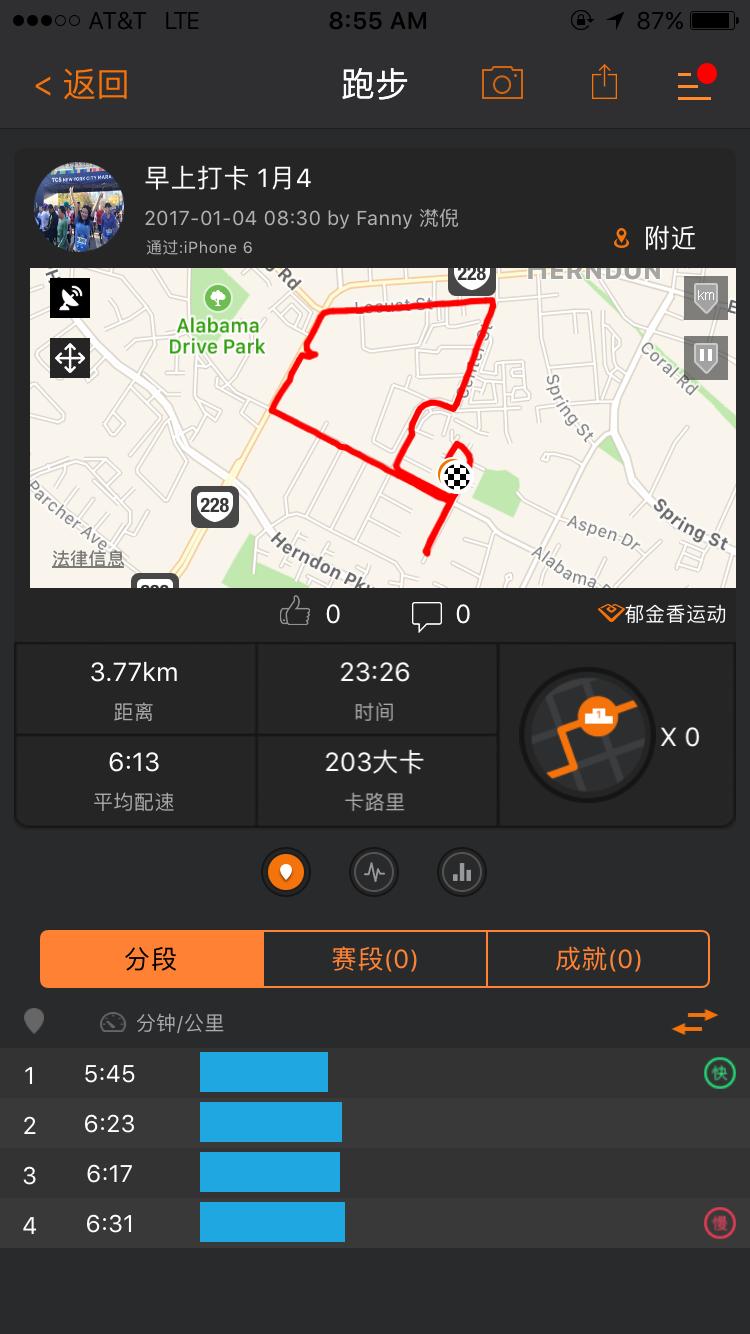 AT&T LTE 8:55 AM 87%
< 返回 跑步
早上打卡 1月4
2017-01-04 08:30 by Fanny 濋倪
通过:iPhone 6
附近
Rd
228
HERNDON
km
Locust St
Alabama
Drive Park
Center St
Coral Rd
Spring St
228
Parcher Ave
Spring St
Aspen Dr
法律信息
Herndon Pkwy
Alabama
0 0 郁金香运动
3.77km 23:26
距离 时间
X 0
6:13 203大卡
平均配速 卡路里
分段 赛段(0) 成就(0)
分钟/公里
1 5:45 快
2 6:23
3 6:17
4 6:31 慢